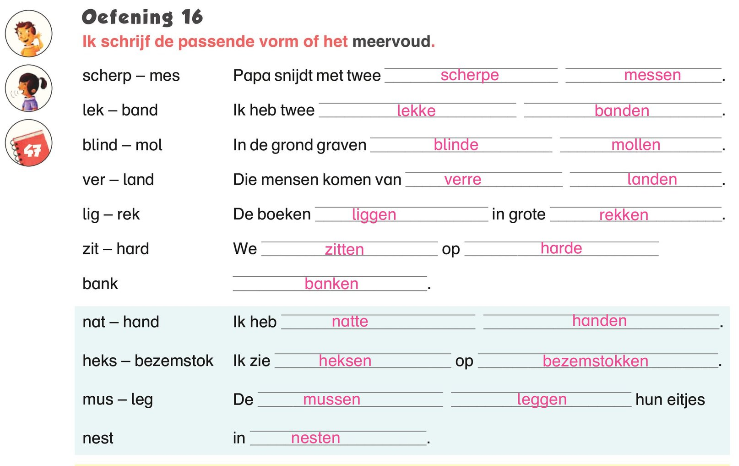 Oefening 16
Ik schrijf de passende vorm of het meervoud.
scherp – mes Papa snijdt met twee scherpe messen.
lek – band Ik heb twee lekke banden.
blind – mol In de grond graven blinde mollen.
ver – land Die mensen komen van verre landen.
lig – rek De boeken liggen in grote rekken.
zit – hard We zitten op harde
bank banken.
nat – hand Ik heb natte handen.
heks – bezemstok Ik zie heksen op bezemstokken.
mus – leg De mussen leggen hun eitjes
nest in nesten.
47